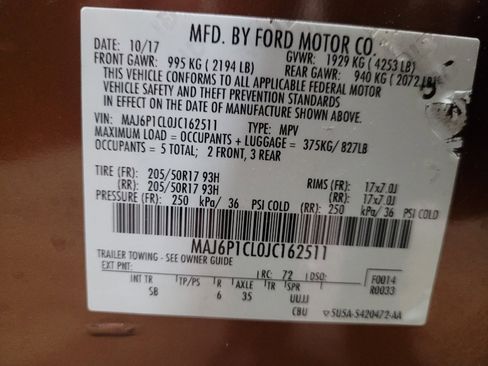 MFD. BY FORD MOTOR CO.
DATE: 10/17 GVWR: 1929 KG ( 4253 LB)
FRONT GAWR: 995 KG ( 2194 LB) REAR GAWR: 940 KG ( 2072 LB)
THIS VEHICLE CONFORMS TO ALL APPLICABLE FEDERAL MOTOR
VEHICLE SAFETY AND THEFT PREVENTION STANDARDS
IN EFFECT ON THE DATE OF MANUFACTURE SHOWN ABOVE.
VIN: MAJ6P1CL0JC162511 TYPE: MPV
MAXIMUM LOAD = OCCUPANTS + LUGGAGE = 375KG/ 827LB
OCCUPANTS = 5 TOTAL; 2 FRONT, 3 REAR
TIRE (FR): 205/50R17 93H RIMS (FR): 17x7.0J
(RR): 205/50R17 93H (RR): 17x7.0J
PRESSURE (FR): 250 kPa/ 36 PSI COLD (RR): 250 kPa/ 36 PSI COLD
MAJ6P1CL0JC162511
TRAILER TOWING - SEE OWNER GUIDE
EXT PNT: RC: 72 DSO: F0014
R0033
INT TR TP/PS R AXLE TR SPR
SB 6 35 UUJJ
CBU 5U5A-S420472-AA